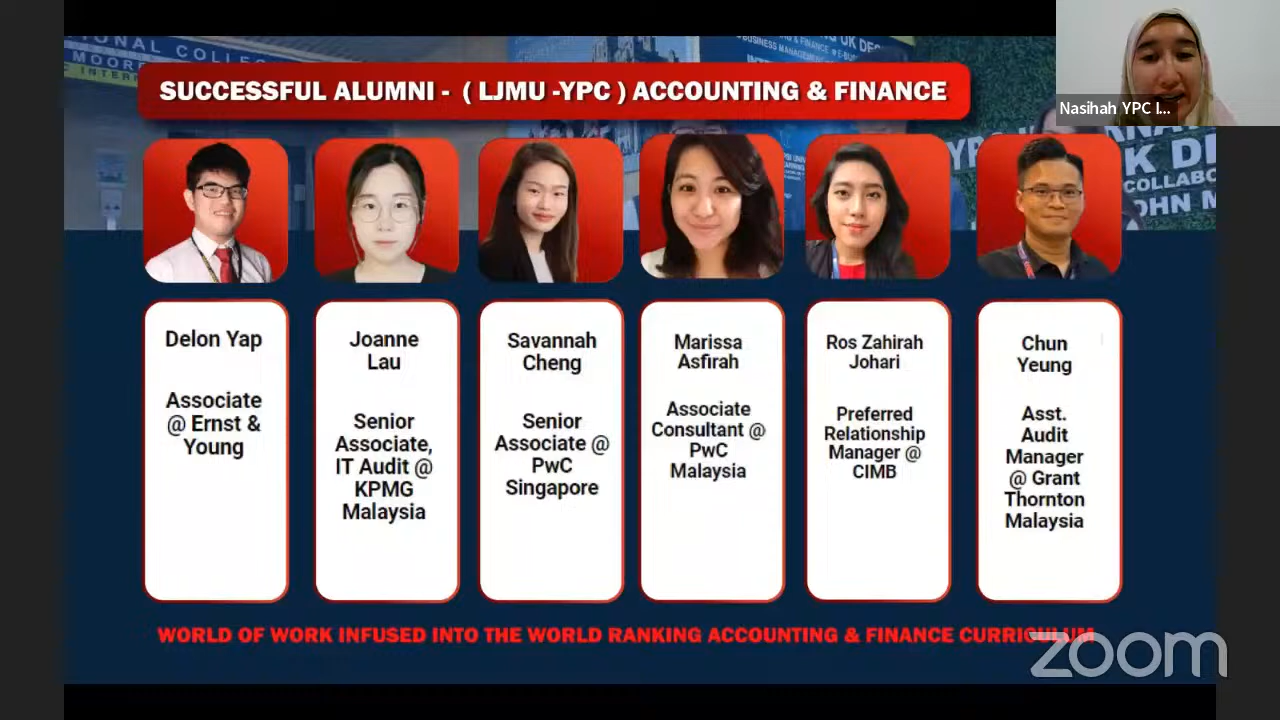 SUCCESSFUL ALUMNI - ( LJMU -YPC ) ACCOUNTING & FINANCE
Nasihah YPC I...
Delon Yap
Associate
@ Ernst &
Young
Joanne
Lau
Senior
Associate,
IT Audit @
KPMG
Malaysia
Savannah
Cheng
Senior
Associate @
PwC
Singapore
Marissa
Asfirah
Associate
Consultant @
PwC
Malaysia
Ros Zahirah
Johari
Preferred
Relationship
Manager @
CIMB
Chun
Yeung
Asst.
Audit
Manager
@ Grant
Thornton
Malaysia
WORLD OF WORK INFUSED INTO THE WORLD RANKING ACCOUNTING & FINANCE CURRICULUM
zoom